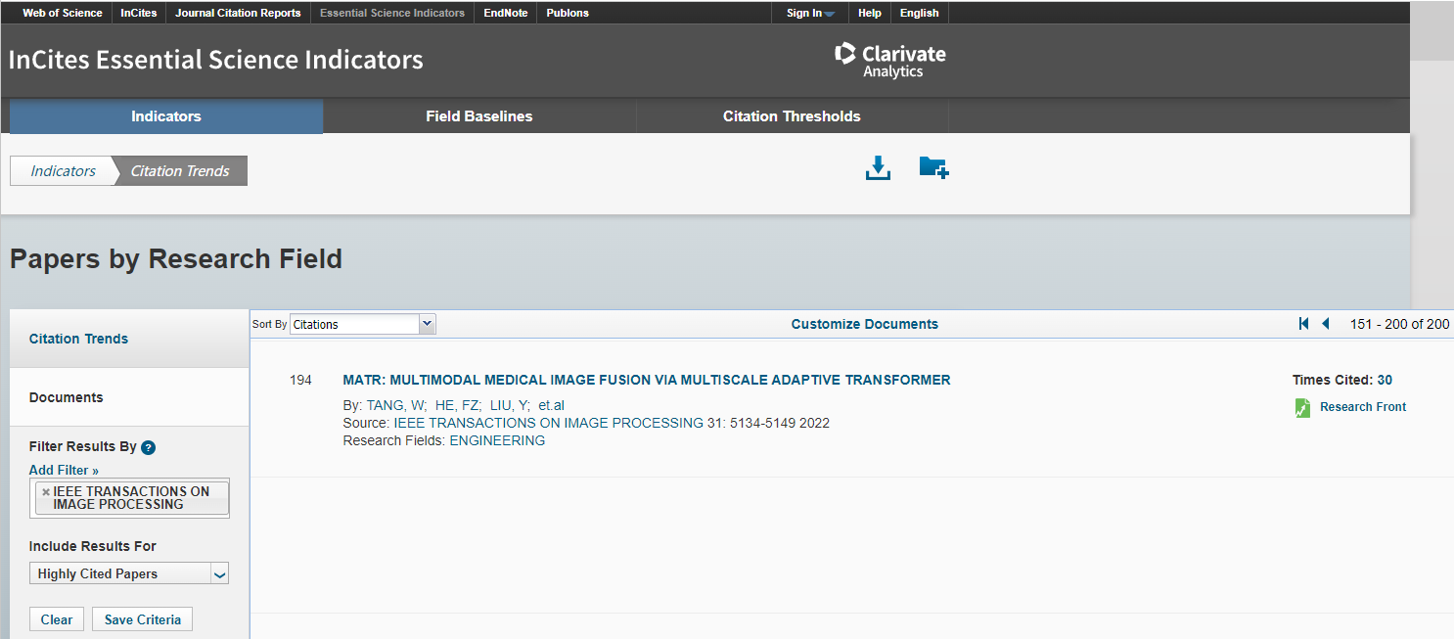 Web of Science InCites Journal Citation Reports Essential Science Indicators EndNote Publons Sign In Help English
InCites Essential Science Indicators
Clarivate
Analytics
Indicators Field Baselines Citation Thresholds
Indicators Citation Trends
Papers by Research Field
Citation Trends
Documents
Filter Results By ?
Add Filter »
× IEEE TRANSACTIONS ON
IMAGE PROCESSING
Include Results For
Highly Cited Papers
Clear Save Criteria
Sort By Citations Customize Documents 151 - 200 of 200
194 MATR: MULTIMODAL MEDICAL IMAGE FUSION VIA MULTISCALE ADAPTIVE TRANSFORMER Times Cited: 30
By: TANG, W; HE, FZ; LIU, Y; et.al Research Front
Source: IEEE TRANSACTIONS ON IMAGE PROCESSING 31: 5134-5149 2022
Research Fields: ENGINEERING